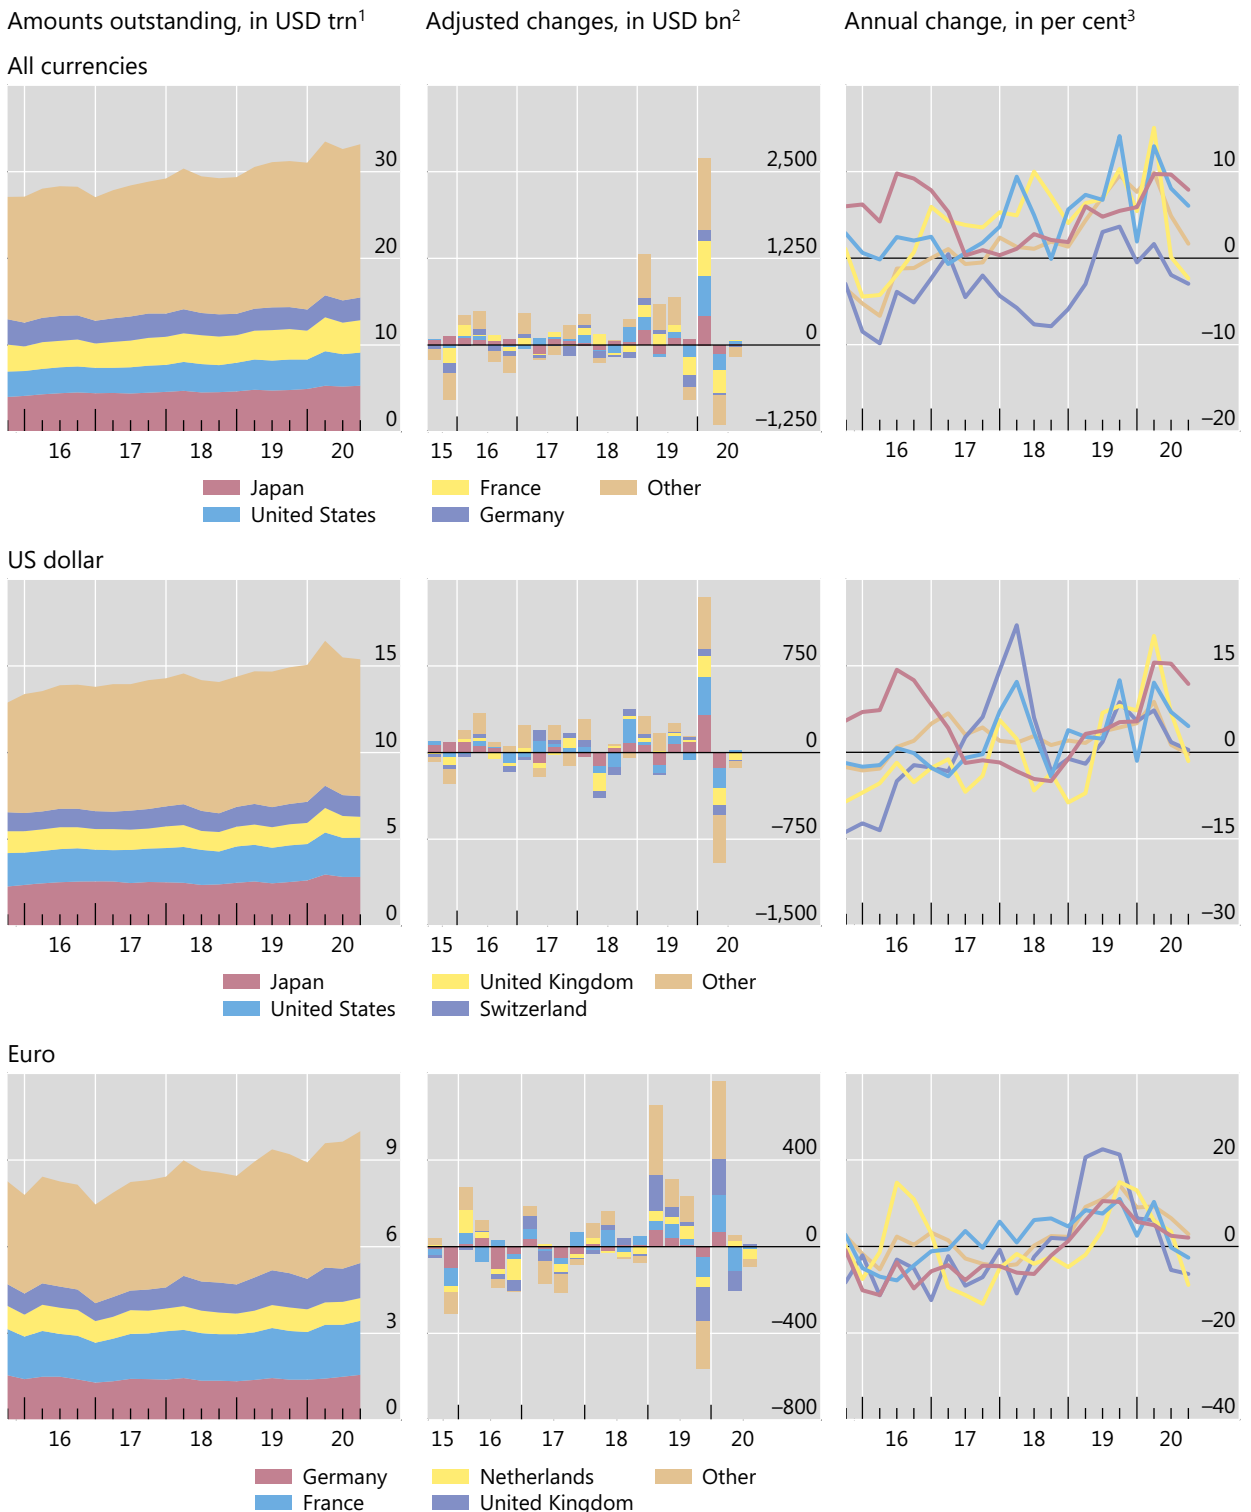 Amounts outstanding, in USD trn1 Adjusted changes, in USD bn2 Annual change, in per cent3
All currencies
30
20
10
0
16 17 18 19 20
2,500
1,250
0
–1,250
15 16 17 18 19 20
10
0
–10
–20
16 17 18 19 20
Japan France Other
United States Germany
US dollar
15
10
5
0
16 17 18 19 20
750
0
–750
–1,500
15 16 17 18 19 20
15
0
–15
–30
16 17 18 19 20
Japan United Kingdom Other
United States Switzerland
Euro
9
6
3
0
16 17 18 19 20
400
0
–400
–800
15 16 17 18 19 20
20
0
–20
–40
16 17 18 19 20
Germany Netherlands Other
France United Kingdom